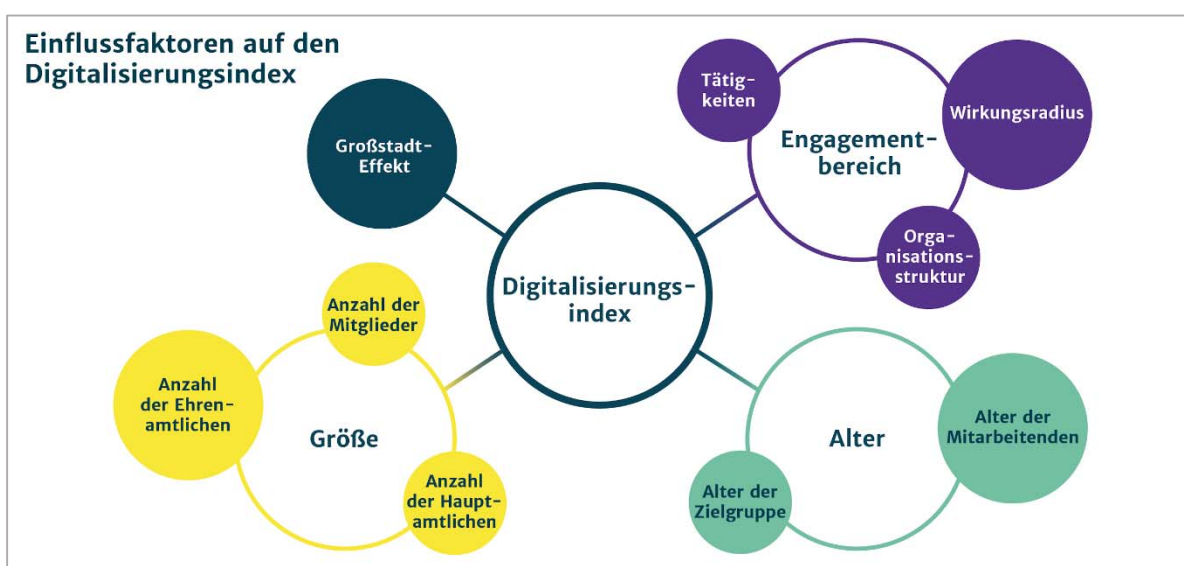 Einflussfaktoren auf den
Digitalisierungsindex
Großstadt-
Effekt
Tätig-
keiten
Wirkungsradius
Engagement-
bereich
Orga-
nisations-
struktur
Digitalisierungs-
index
Anzahl der
Mitglieder
Anzahl
der Ehren-
amtlichen
Größe
Anzahl
der Haupt-
amtlichen
Alter der
Mitarbeitenden
Alter
Alter der
Zielgruppe